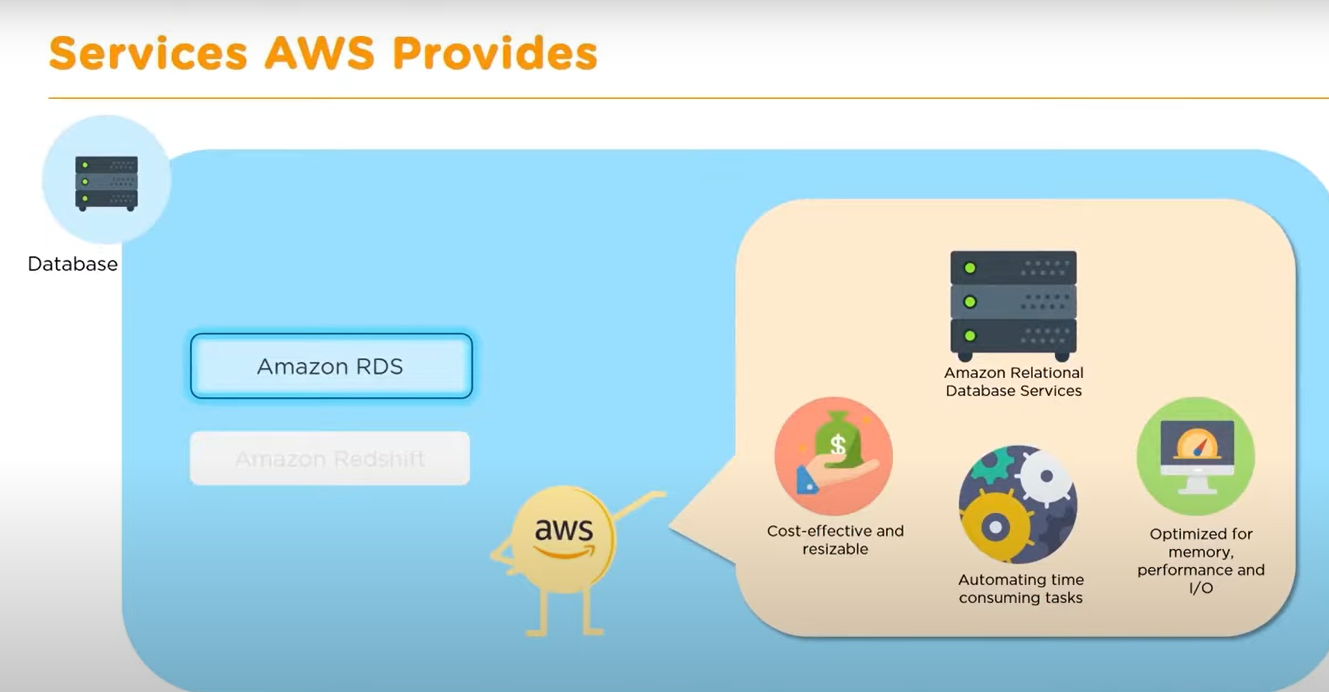 Services AWS Provides
Database
Amazon RDS
Amazon Redshift
aws
Amazon Relational
Database Services
Cost-effective and
resizable
Automating time
consuming tasks
Optimized for
memory,
performance and
I/O